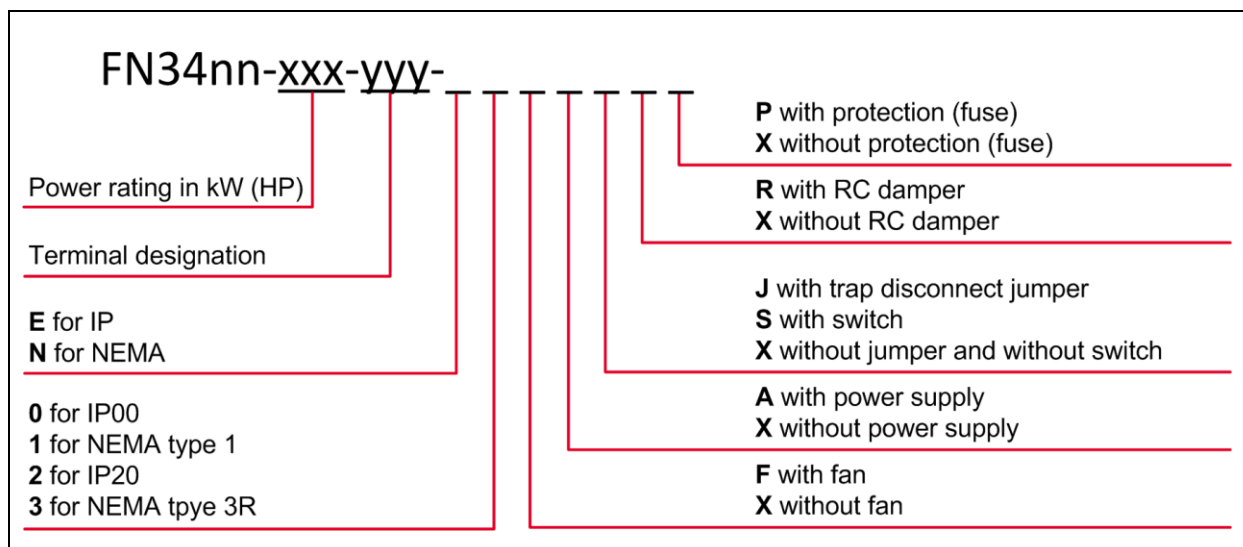 FN34nn-xxx-yyy-_ _ _ _ _ _ _
Power rating in kW (HP)
Terminal designation
E for IP
N for NEMA
0 for IP00
1 for NEMA type 1
2 for IP20
3 for NEMA tpye 3R
P with protection (fuse)
X without protection (fuse)
R with RC damper
X without RC damper
J with trap disconnect jumper
S with switch
X without jumper and without switch
A with power supply
X without power supply
F with fan
X without fan